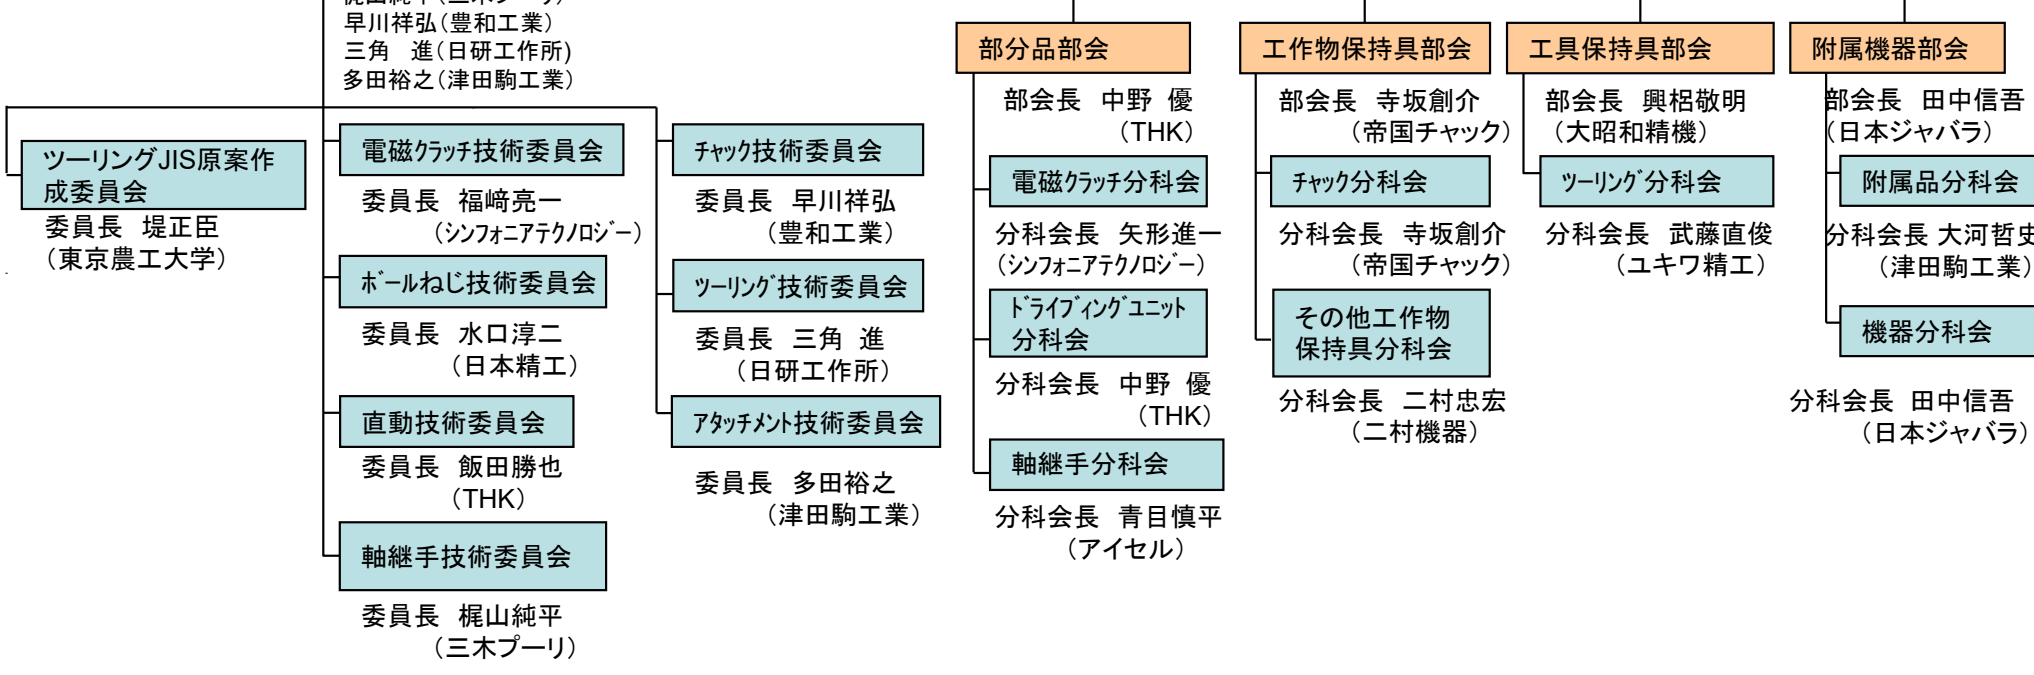 梶山純平(三木プーリ)
早川祥弘(豊和工業)
三角　進(日研工作所)
多田裕之(津田駒工業)
ツーリングJIS原案作
成委員会
委員長　堤正臣
（東京農工大学）
電磁ｸﾗｯﾁ技術委員会
委員長　福﨑亮一
（ｼﾝﾌｫﾆｱﾃｸﾉﾛｼﾞｰ）
ﾎﾞｰﾙねじ技術委員会
委員長　水口淳二
（日本精工）
直動技術委員会
委員長　飯田勝也
（THK）
軸継手技術委員会
委員長　梶山純平
（三木プーリ）
ﾁｬｯｸ技術委員会
委員長　早川祥弘
（豊和工業）
ﾂｰﾘﾝｸﾞ技術委員会
委員長　三角 進
（日研工作所）
ｱﾀｯﾁﾒﾝﾄ技術委員会
委員長　多田裕之
（津田駒工業）
部分品部会
部会長 中野 優
（THK）
電磁ｸﾗｯﾁ分科会
分科会長　矢形進一
（ｼﾝﾌｫﾆｱﾃｸﾉﾛｼﾞｰ）
ﾄﾞﾗｲﾌﾞｨﾝｸﾞﾕﾆｯﾄ
分科会
分科会長　中野 優
（THK）
軸継手分科会
分科会長　青目慎平
（アイセル）
工作物保持具部会
部会長　寺坂創介
（帝国チャック）
ﾁｬｯｸ分科会
分科会長　寺坂創介
（帝国チャック）
その他工作物
保持具分科会
分科会長　二村忠宏
（二村機器）
工具保持具部会
部会長　興梠敬明
（大昭和精機）
ﾂｰﾘﾝｸﾞ分科会
分科会長　武藤直俊
（ユキワ精工）
附属機器部会
部会長　田中信吾
（日本ジャバラ）
附属品分科会
分科会長 大河哲史
（津田駒工業）
機器分科会
分科会長　田中信吾
（日本ジャバラ）